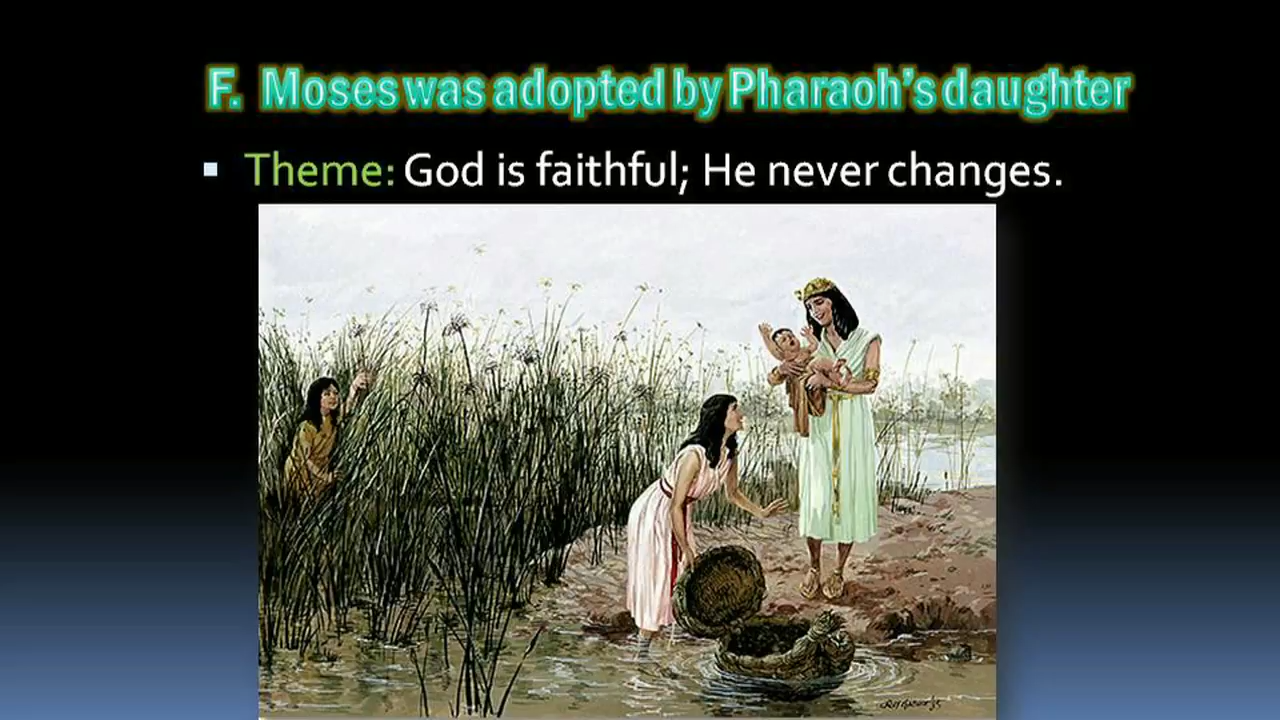 F. Moses was adopted by Pharaoh's daughter
Theme: God is faithful; He never changes.